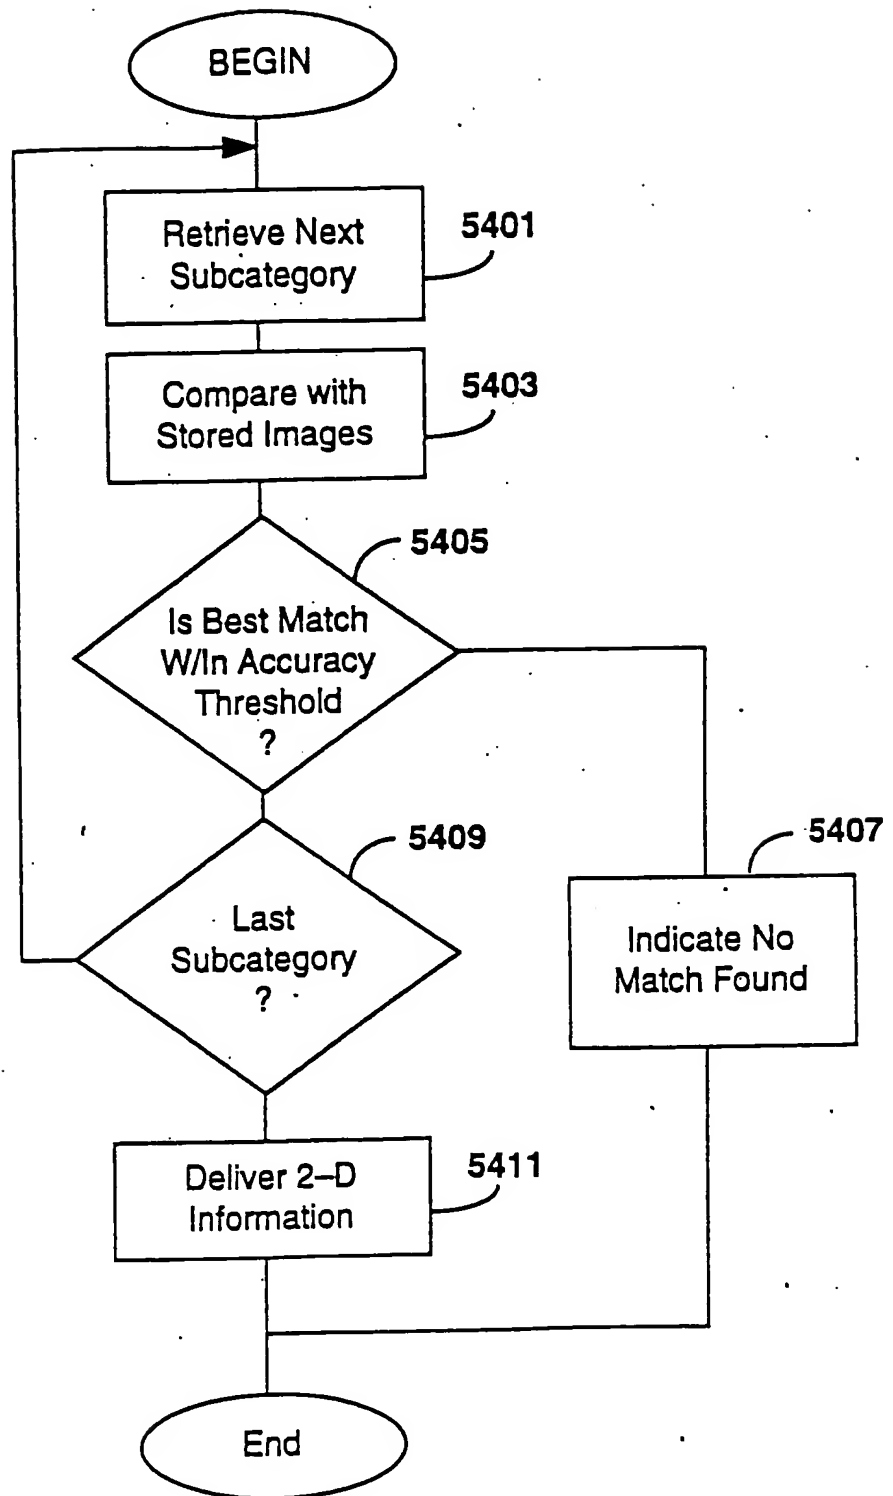 BEGIN
Retrieve Next
Subcategory
5401
Compare with
Stored Images
5403
5405
Is Best Match
W/In Accuracy
Threshold
?
5409
Last
Subcategory
?
5407
Indicate No
Match Found
Deliver 2–D
Information
5411
End